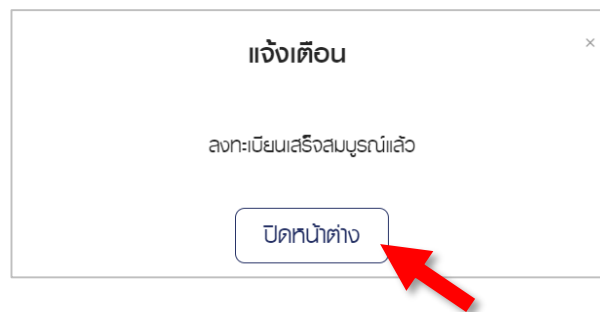 แจ้งเตือน
×
ลงทะเบียนเสร็จสมบูรณ์แล้ว
ปิดหน้าต่าง